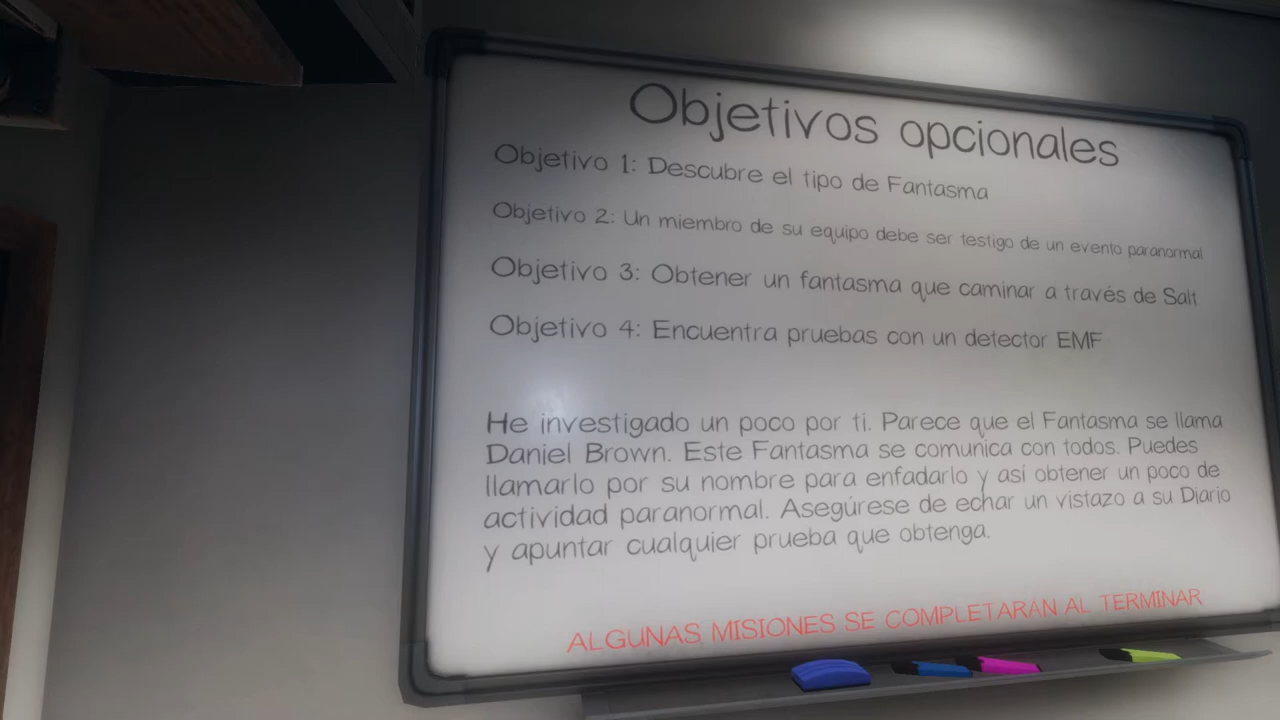 Objetivos opcionales
Objetivo 1: Descubre el tipo de Fantasma
Objetivo 2: Un miembro de su equipo debe ser testigo de un evento paranormal
Objetivo 3: Obtener un fantasma que caminar a través de Salt
Objetivo 4: Encuentra pruebas con un detector EMF
He investigado un poco por ti. Parece que el Fantasma se llama
Daniel Brown. Este Fantasma se comunica con todos. Puedes
llamarlo por su nombre para enfadarlo y así obtener un poco de
actividad paranormal. Asegúrese de echar un vistazo a su Diario
y apuntar cualquier prueba que obtenga.
ALGUNAS MISIONES SE COMPLETARAN AL TERMINAR